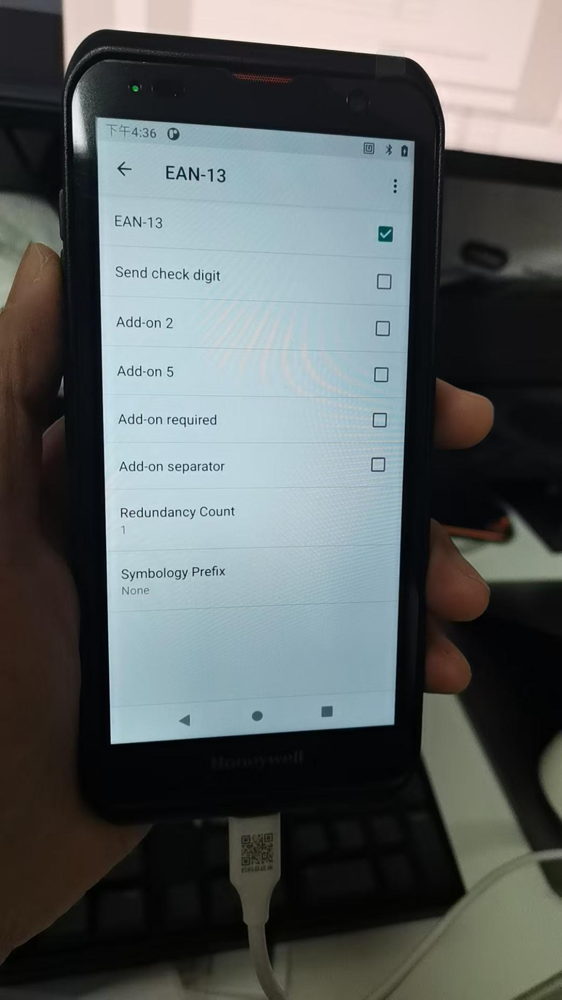 下午4:36
EAN-13
EAN-13
Send check digit
Add-on 2
Add-on 5
Add-on required
Add-on separator
Redundancy Count
1
Symbology Prefix
None
Honeywell